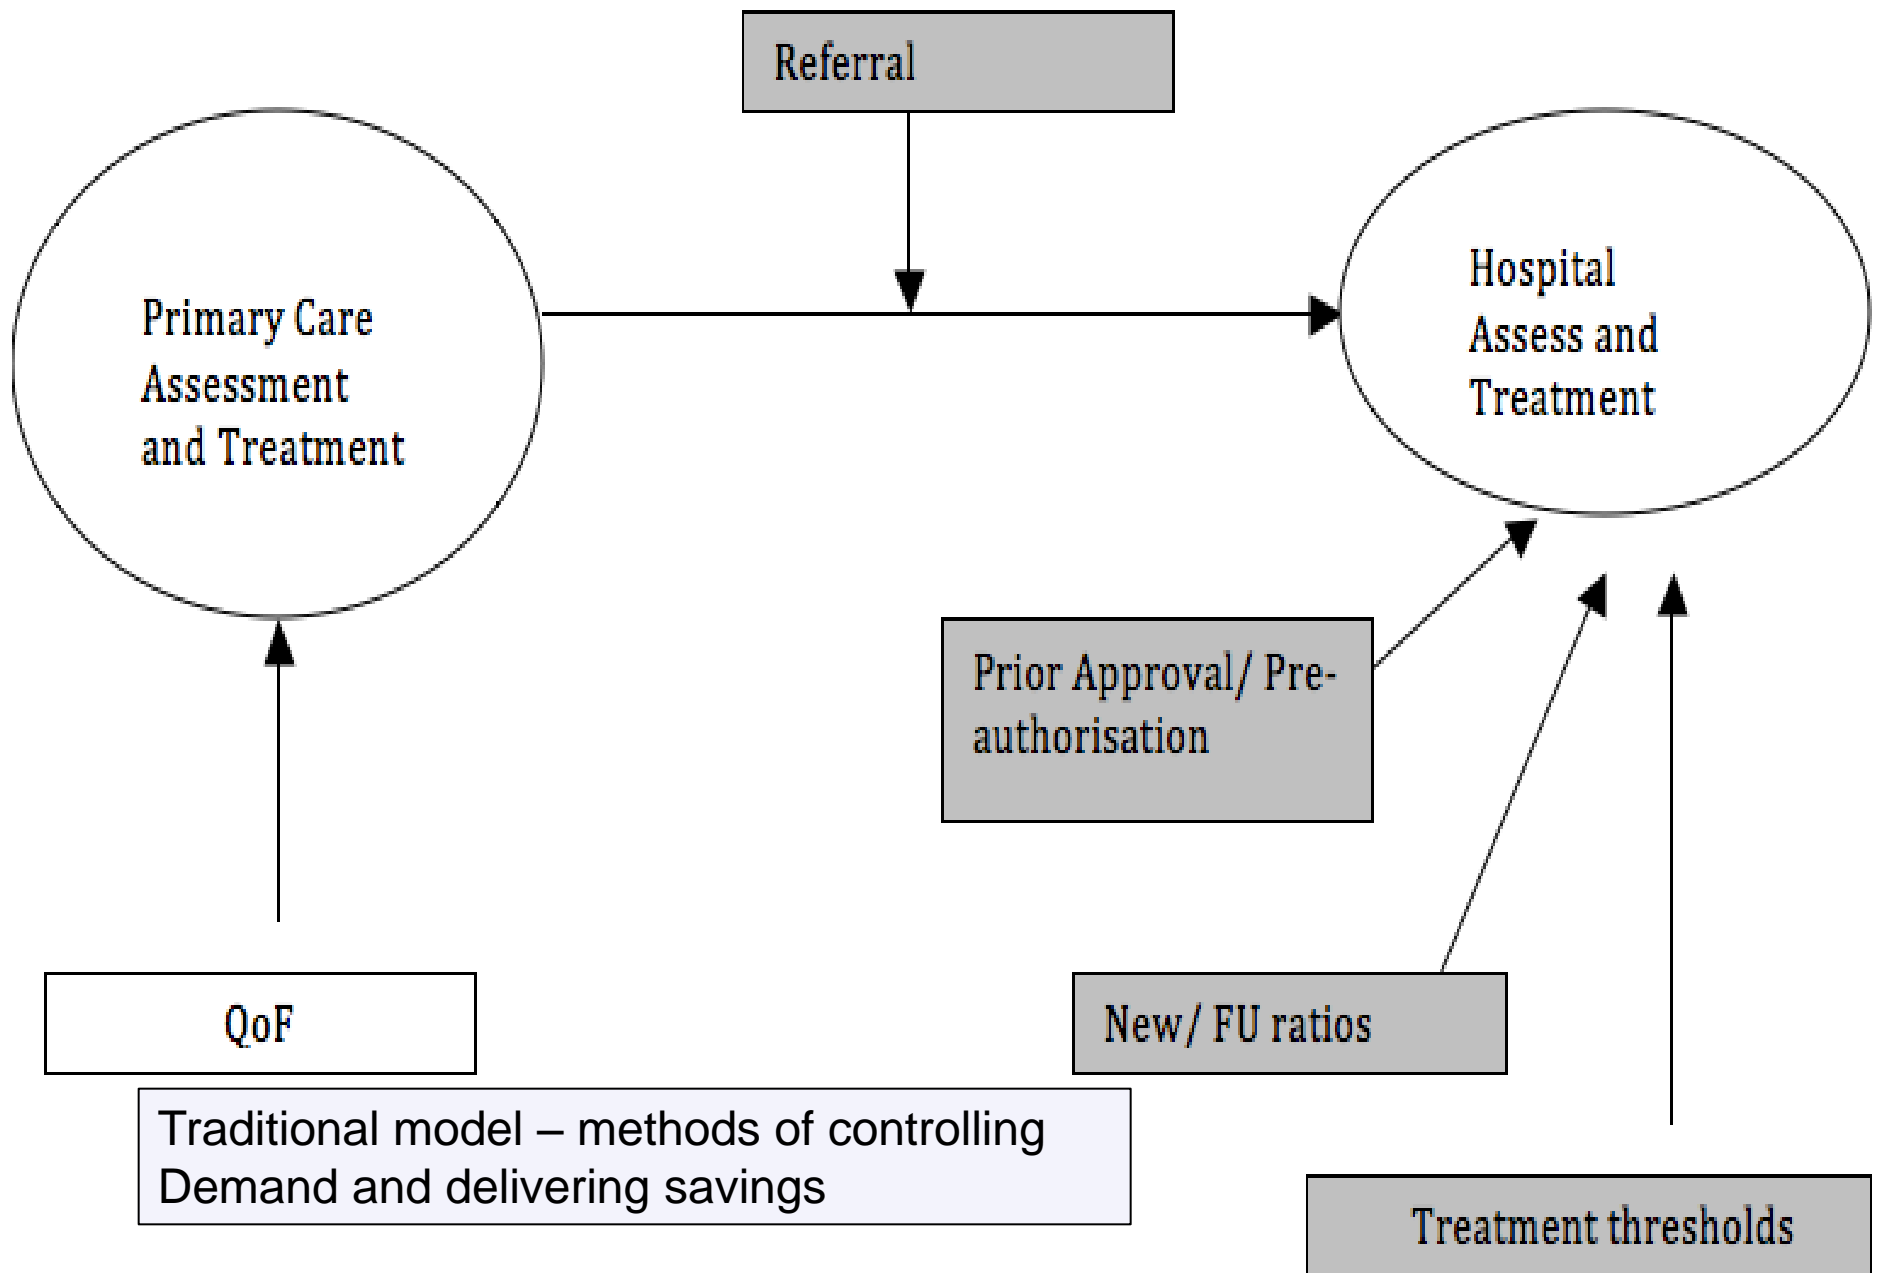 Referral
Primary Care
Assessment
and Treatment
Hospital
Assess and
Treatment
Prior Approval/ Pre-
authorisation
QoF
New/ FU ratios
Traditional model – methods of controlling
Demand and delivering savings
Treatment thresholds